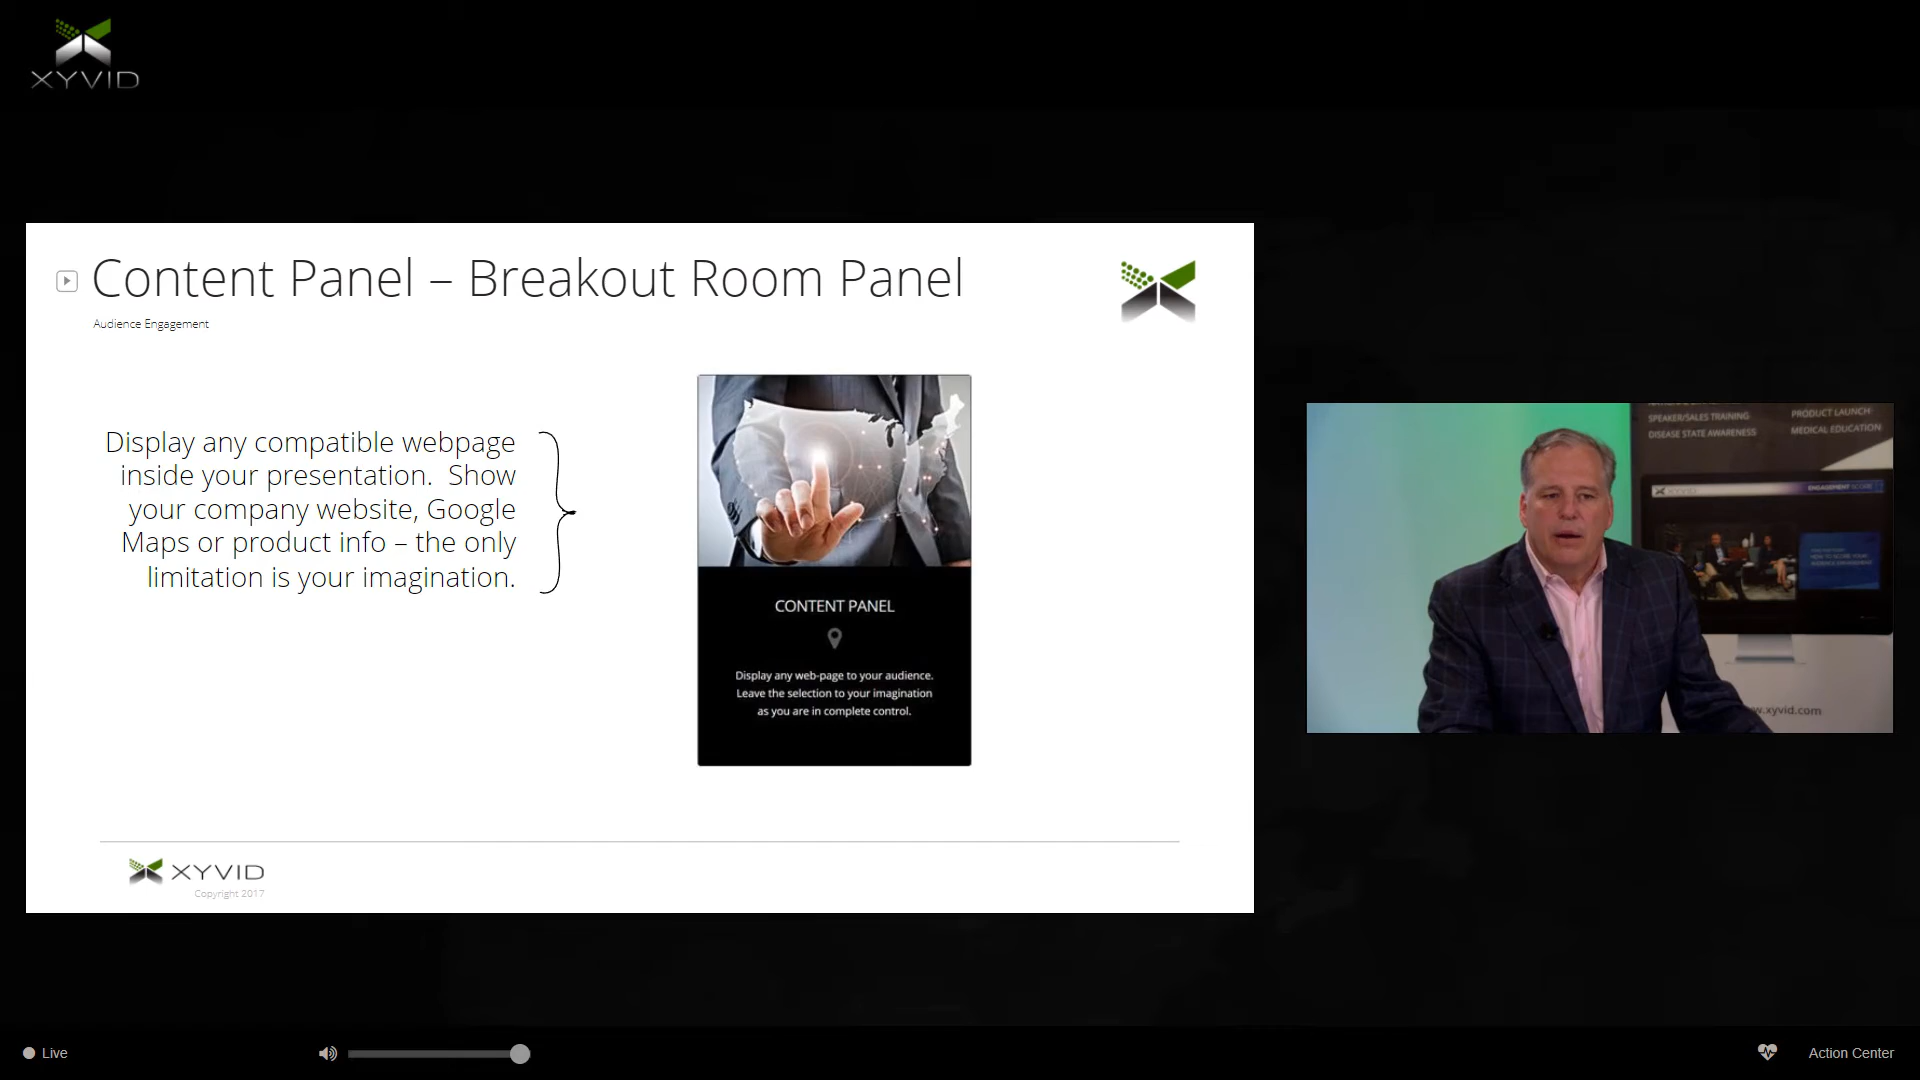 XYVID
Content Panel – Breakout Room Panel
Audience Engagement
Display any compatible webpage
inside your presentation.  Show
your company website, Google
Maps or product info – the only
limitation is your imagination.
CONTENT PANEL
Display any web-page to your audience.
Leave the selection to your imagination
as you are in complete control.
XYVID
Copyright 2017
SPEAKER/SALES TRAINING
DISEASE STATE AWARENESS
PRODUCT LAUNCH
MEDICAL EDUCATION
XYVID
ENGAGEMENT SCORE
w.xyvid.com
Live
Action Center